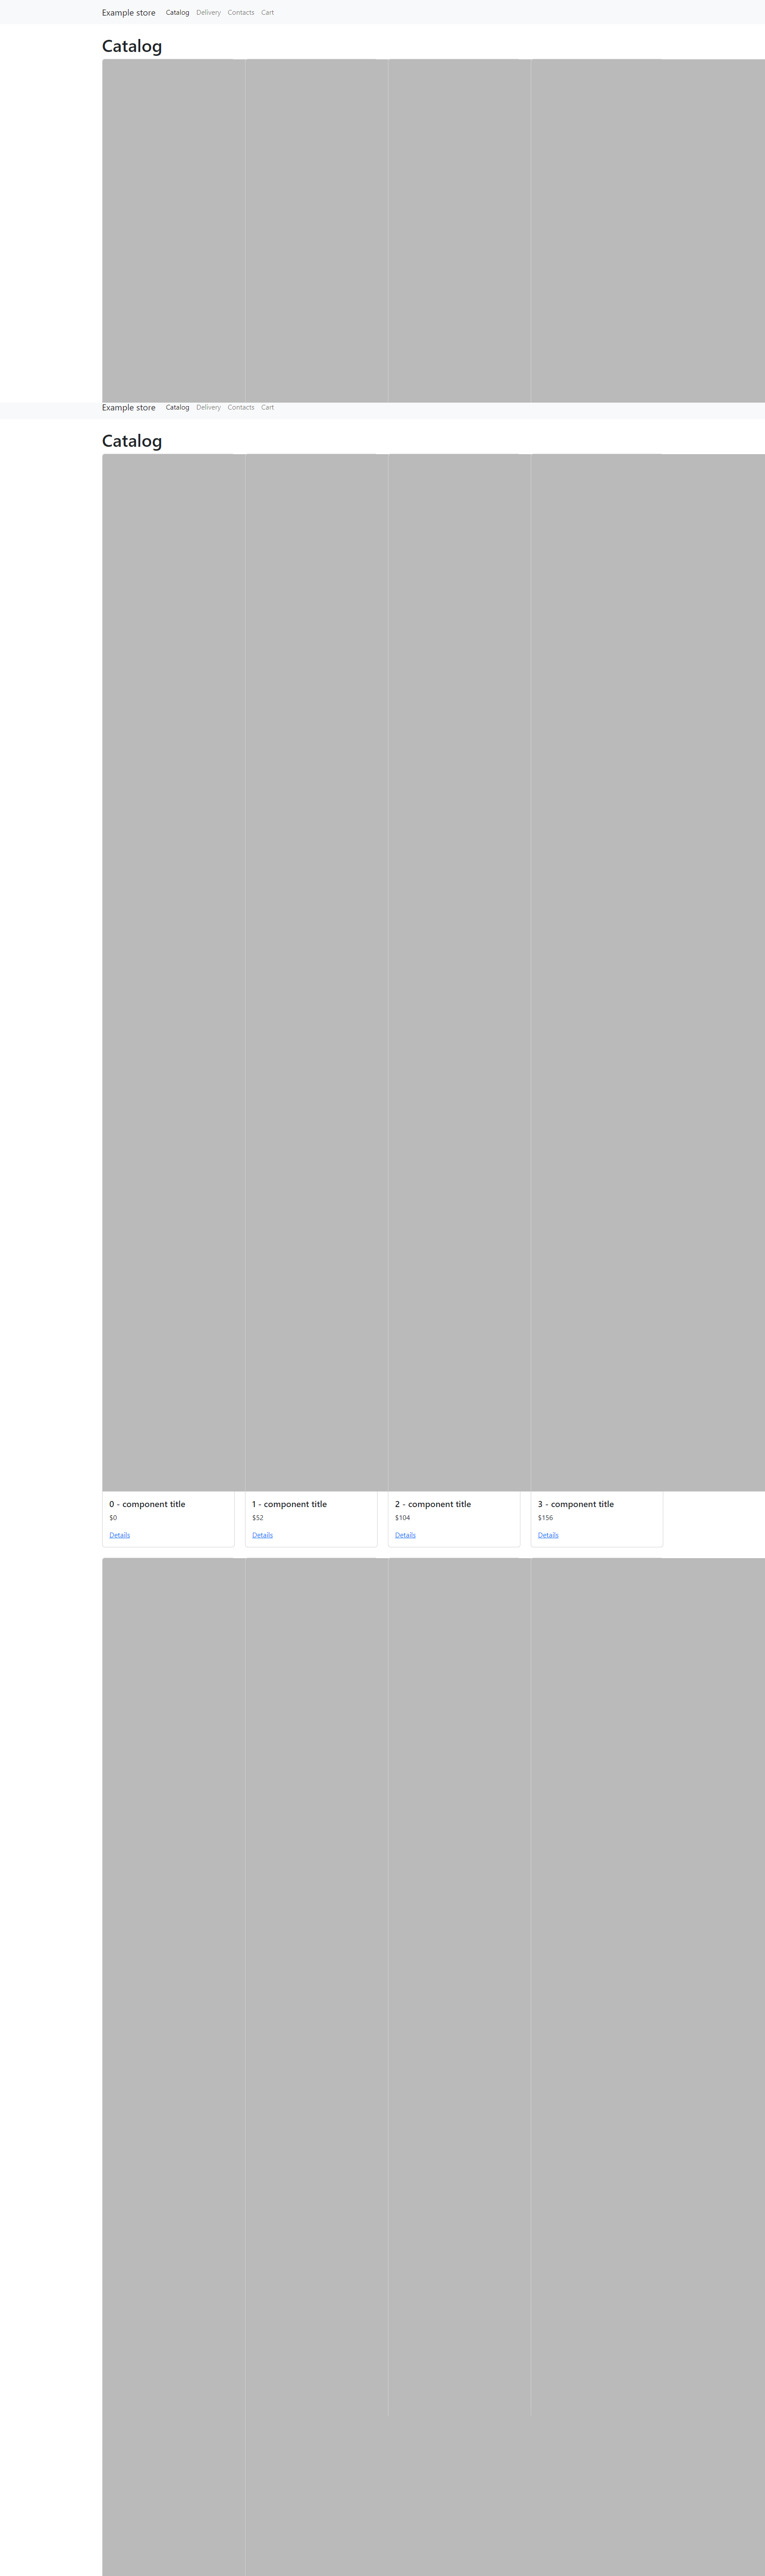 Example store Catalog Delivery Contacts Cart
Catalog
Example store Catalog Delivery Contacts Cart
Catalog
0 - component title
$0
Details
1 - component title
$52
Details
2 - component title
$104
Details
3 - component title
$156
Details